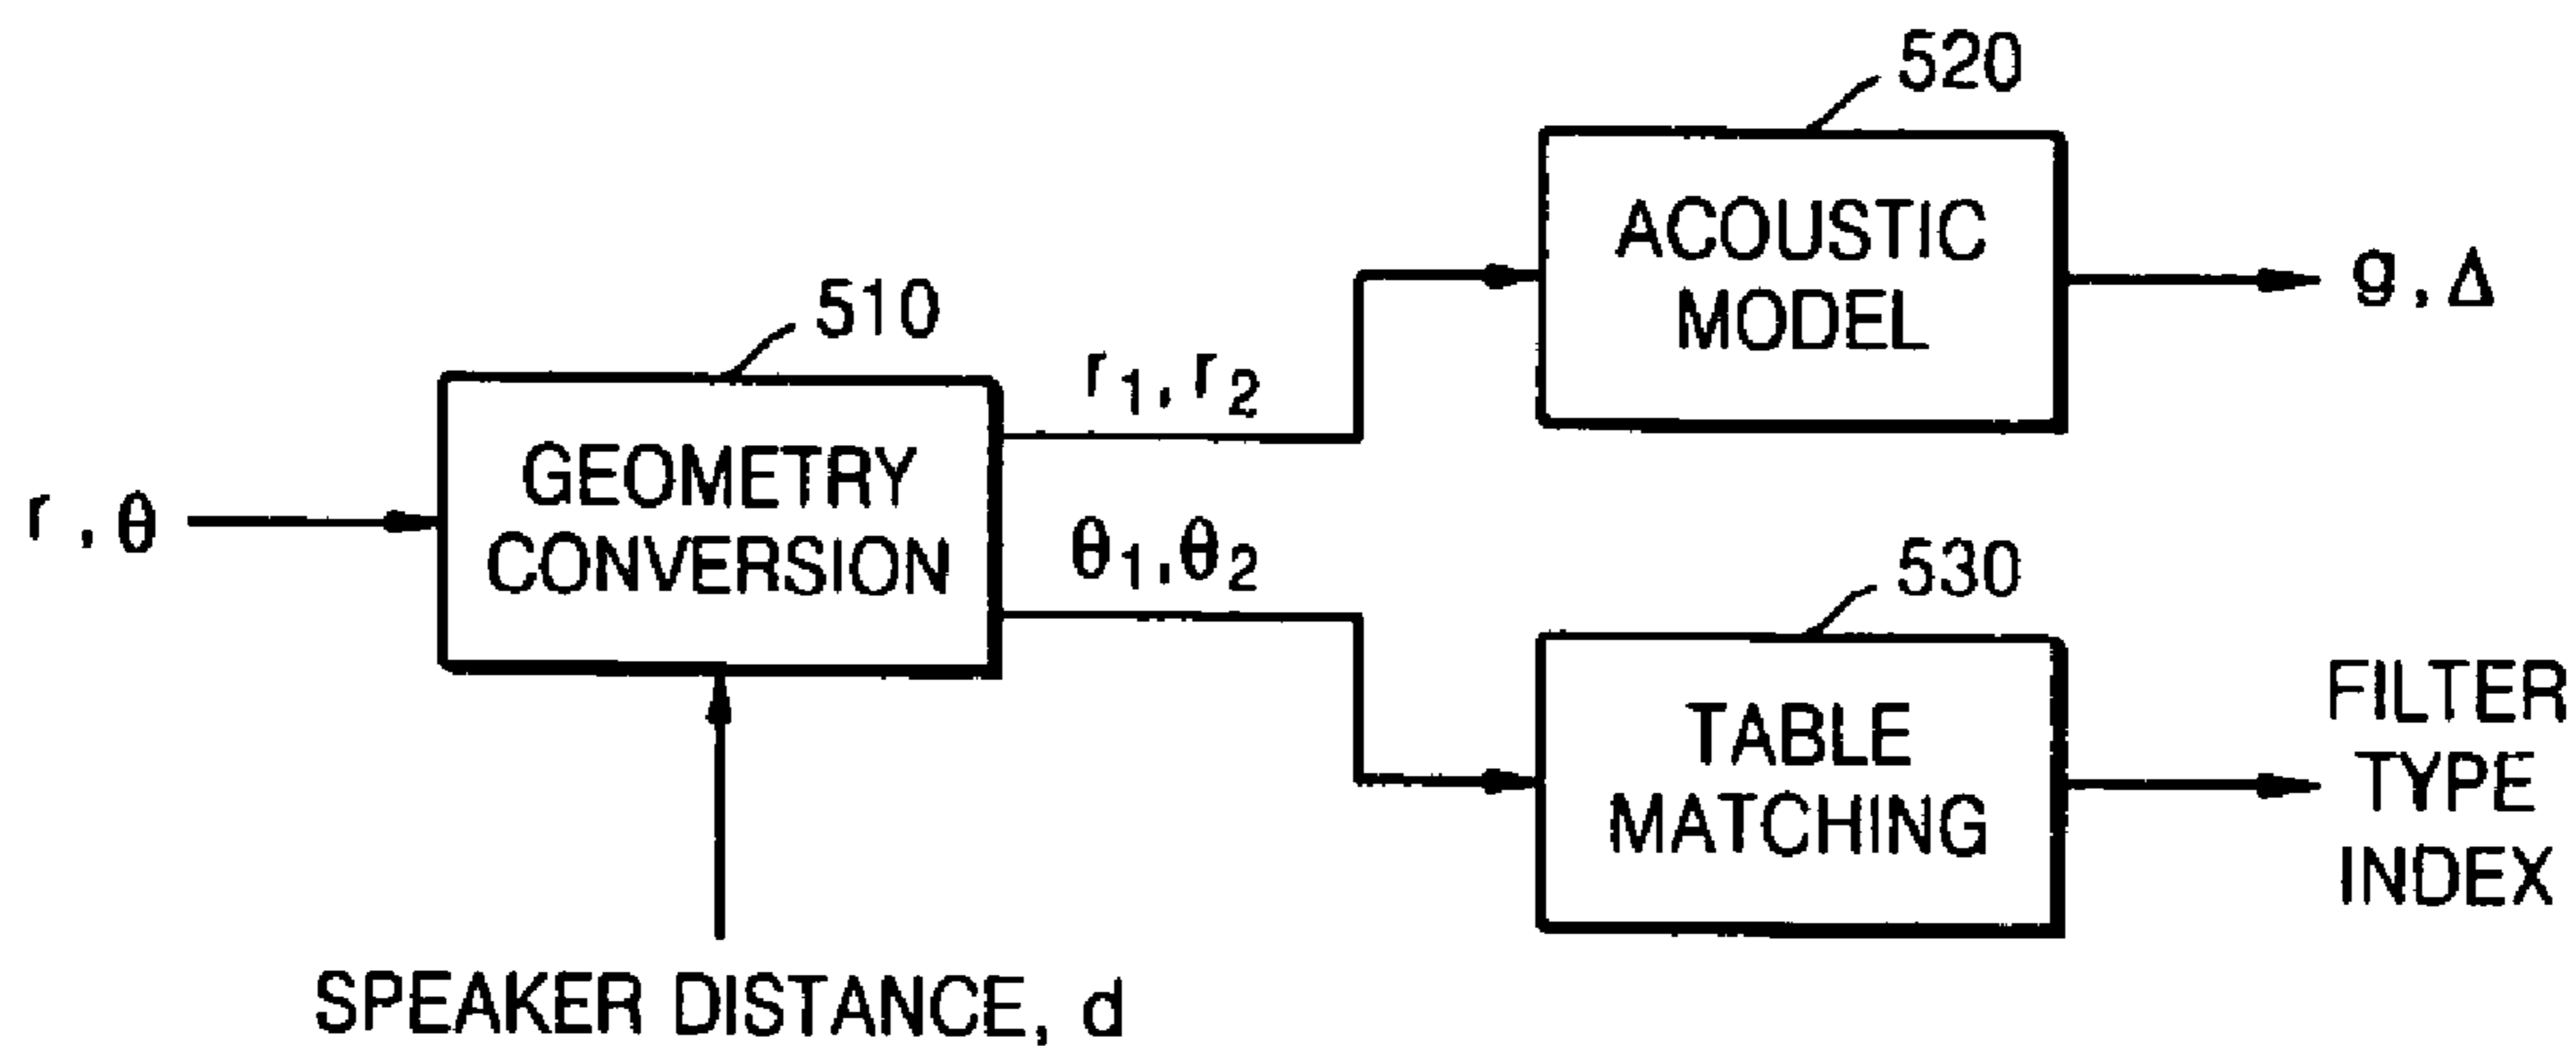 520
ACOUSTIC
MODEL
g, Δ
510
r₁, r₂
GEOMETRY
CONVERSION
r, θ
θ₁, θ₂
530
TABLE
MATCHING
FILTER
TYPE
INDEX
SPEAKER DISTANCE, d